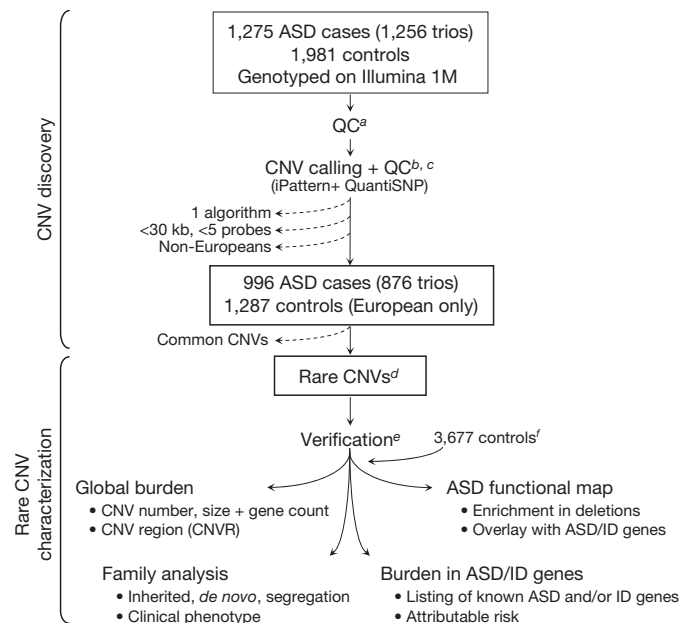 CNV discovery
1,275 ASD cases (1,256 trios)
1,981 controls
Genotyped on Illumina 1M
QCa
CNV calling + QCb, c
(iPattern+ QuantiSNP)
1 algorithm
<30 kb, <5 probes
Non-Europeans
996 ASD cases (876 trios)
1,287 controls (European only)
Common CNVs
Rare CNV characterization
Rare CNVsd
Verificatione
3,677 controlsf
Global burden
• CNV number, size + gene count
• CNV region (CNVR)
ASD functional map
• Enrichment in deletions
• Overlay with ASD/ID genes
Family analysis
• Inherited, de novo, segregation
• Clinical phenotype
Burden in ASD/ID genes
• Listing of known ASD and/or ID genes
• Attributable risk